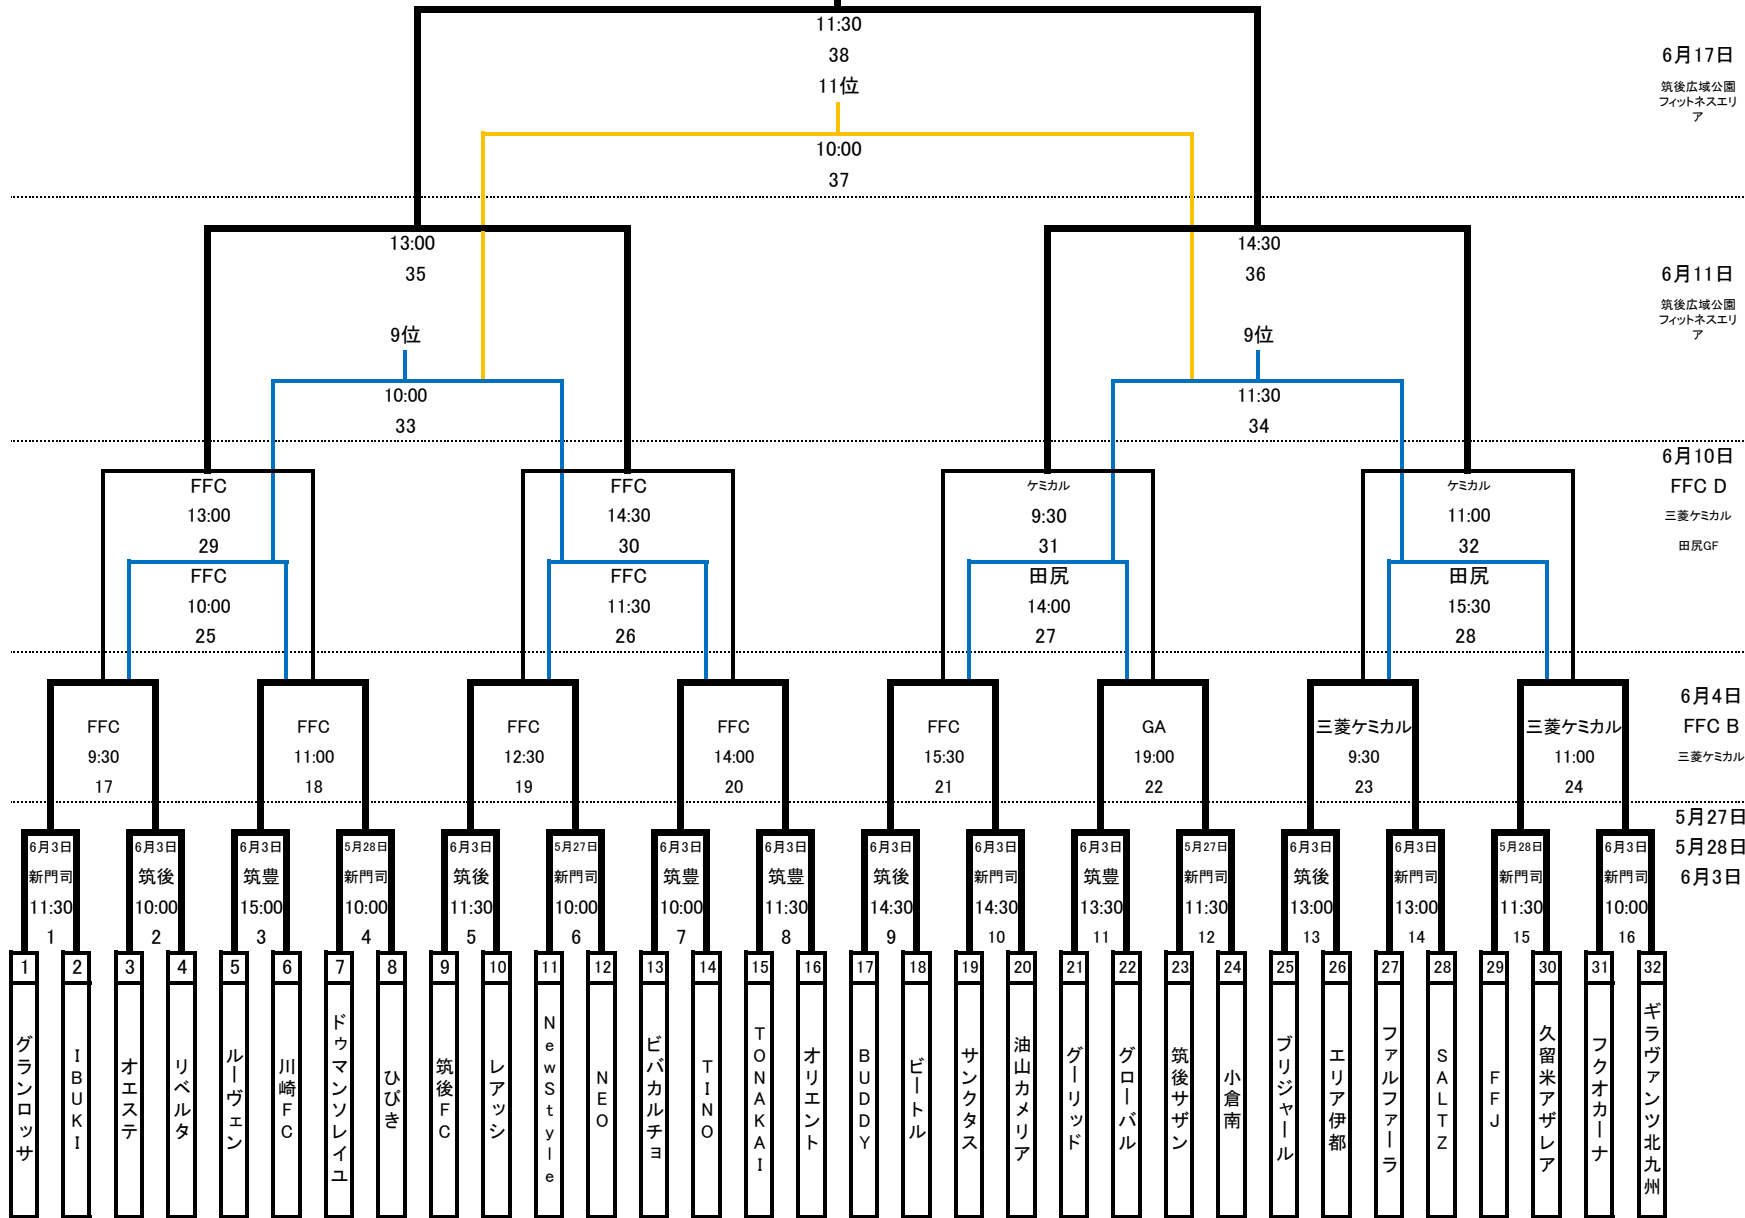 11:30
38
11位
6月17日
筑後広域公園
フィットネスエリ
ア
10:00
37
13:00
35
14:30
36
6月11日
筑後広域公園
フィットネスエリ
ア
9位
9位
10:00
33
11:30
34
6月10日
FFC D
三菱ケミカル
田尻GF
FFC
13:00
29
FFC
14:30
30
ケミカル
9:30
31
ケミカル
11:00
32
FFC
10:00
25
FFC
11:30
26
田尻
14:00
27
田尻
15:30
28
6月4日
FFC B
三菱ケミカル
FFC
9:30
17
FFC
11:00
18
FFC
12:30
19
FFC
14:00
20
FFC
15:30
21
GA
19:00
22
三菱ケミカル
9:30
23
三菱ケミカル
11:00
24
5月27日
5月28日
6月3日
6月3日
新門司
11:30
1
6月3日
筑後
10:00
2
6月3日
筑豊
15:00
3
5月28日
新門司
10:00
4
6月3日
筑後
11:30
5
5月27日
新門司
10:00
6
6月3日
筑豊
10:00
7
6月3日
筑豊
11:30
8
6月3日
筑後
14:30
9
6月3日
新門司
14:30
10
6月3日
筑豊
13:30
11
5月27日
新門司
11:30
12
6月3日
筑後
13:00
13
6月3日
新門司
13:00
14
5月28日
新門司
11:30
15
6月3日
新門司
10:00
16
1
グランロッサ
2
IBUKI
3
オエステ
4
リベルタ
5
ルーヴェン
6
川崎FC
7
ドゥマンソレイユ
8
ひびき
9
筑後FC
10
レアッシ
11
NewStyle
12
NEO
13
ビバカルチョ
14
TINO
15
TONAKAI
16
オリエント
17
BUDDY
18
ビートル
19
サンクタス
20
油山カメリア
21
グーリッド
22
グローバル
23
筑後サザン
24
小倉南
25
ブリジャール
26
エリア伊都
27
ファルファーラ
28
SALTZ
29
FFJ
30
久留米アザレア
31
フクオカーナ
32
ギラヴァンツ北九州